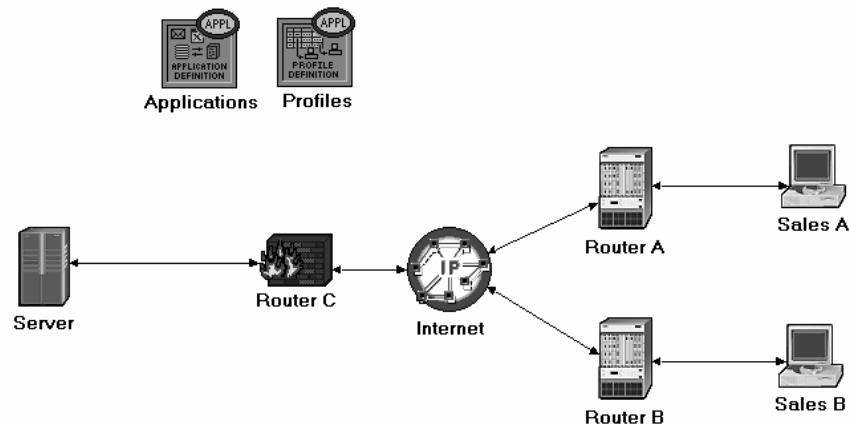 APPL
APPLICATION
DEFINITION
Applications
APPL
PROFILE
DEFINITION
Profiles
Router A
Sales A
Server
Router C
IP
Internet
Router B
Sales B